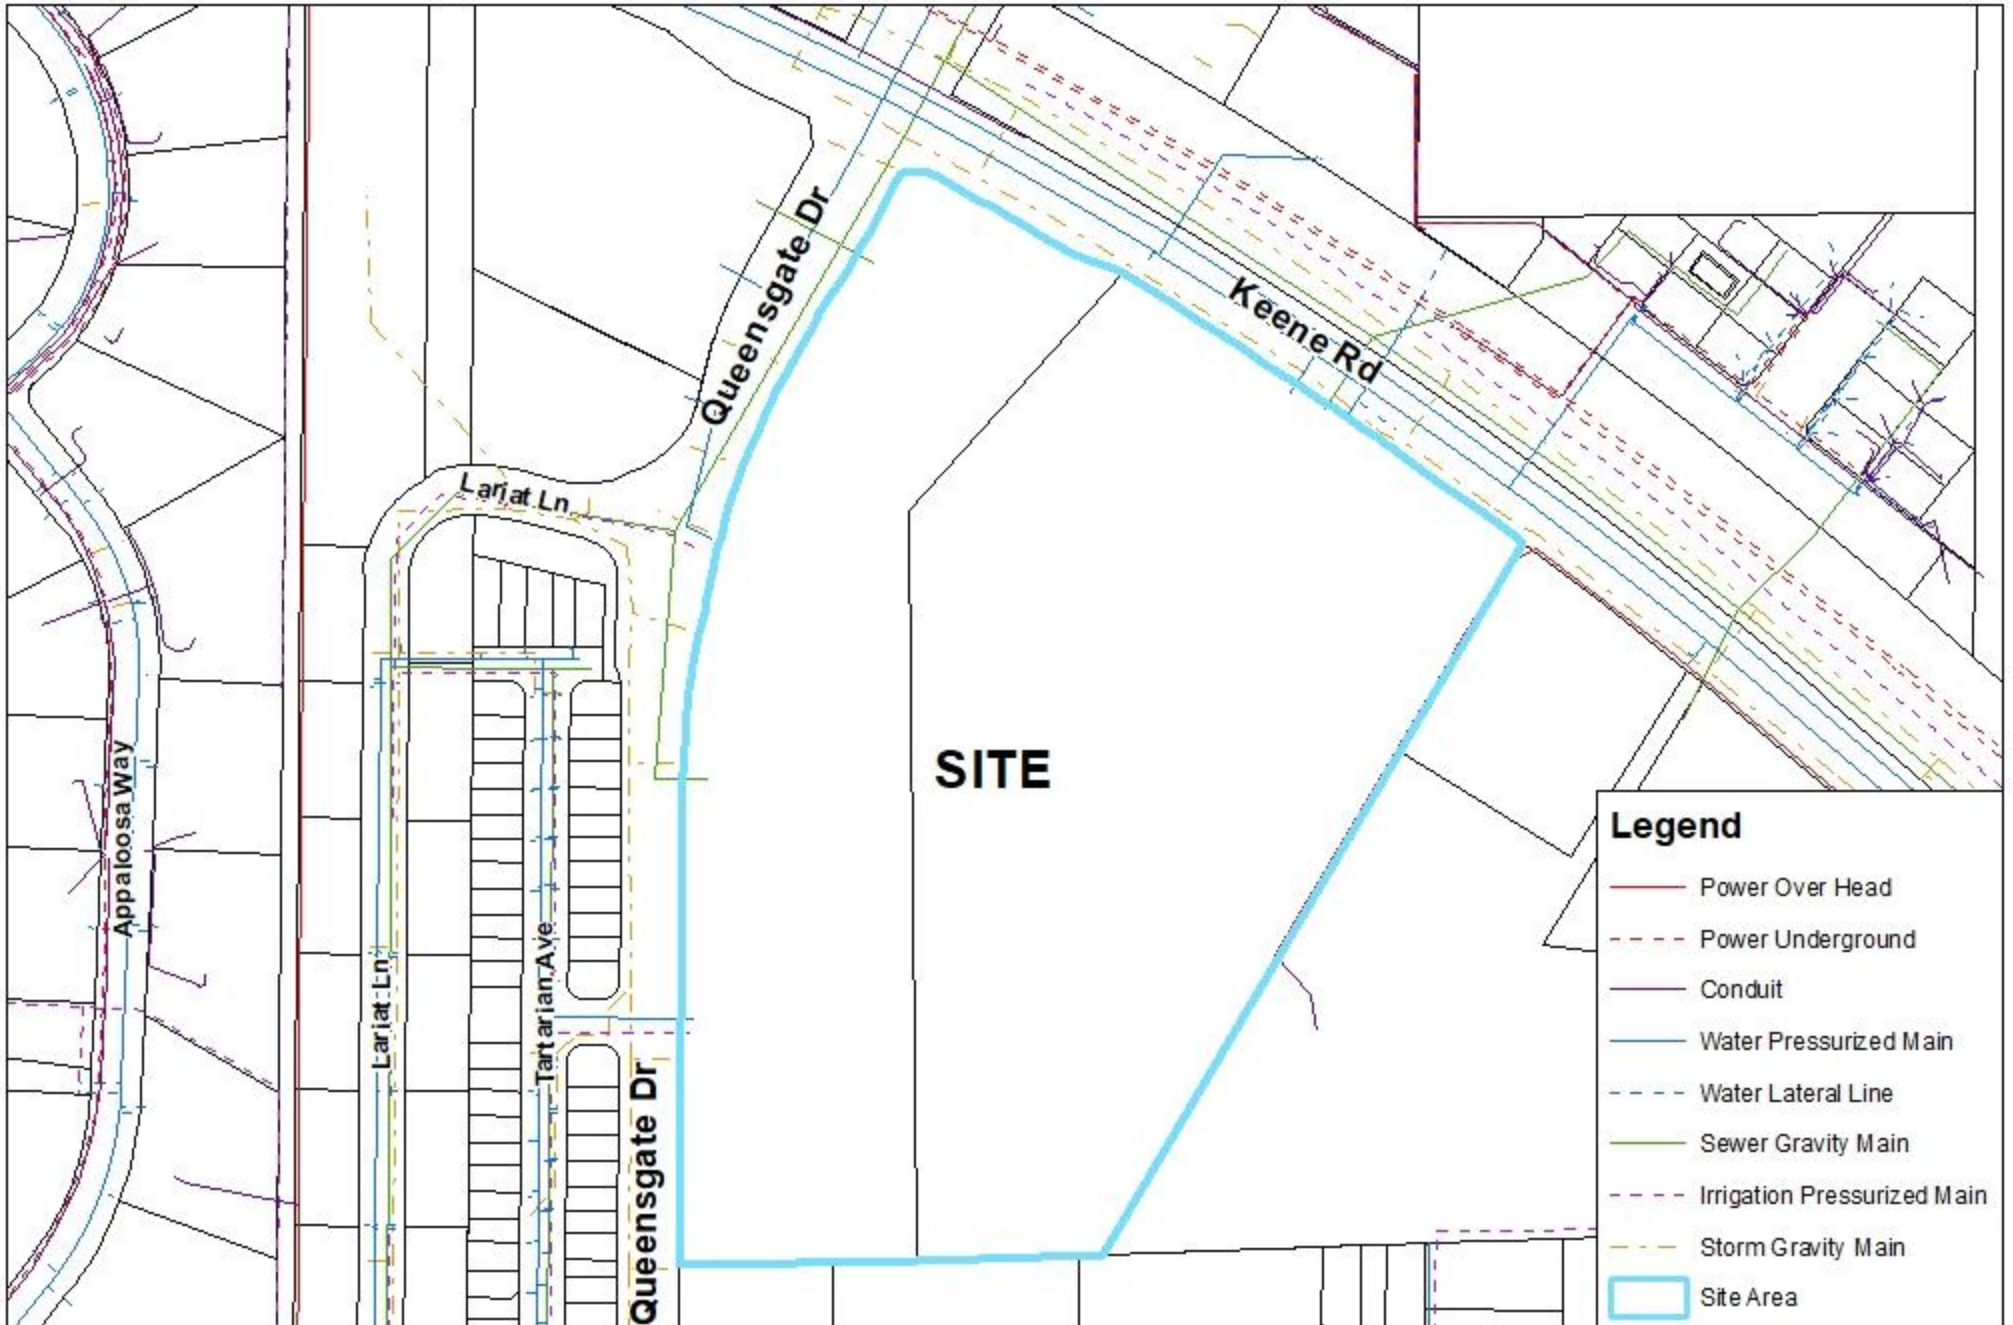 Queensgate Dr
Keene Rd
Lariat Ln
SITE
Appaloosa Way
Lariat Ln
Tartarian Ave
Queensgate Dr
Legend
Power Over Head
Power Underground
Conduit
Water Pressurized Main
Water Lateral Line
Sewer Gravity Main
Irrigation Pressurized Main
Storm Gravity Main
Site Area